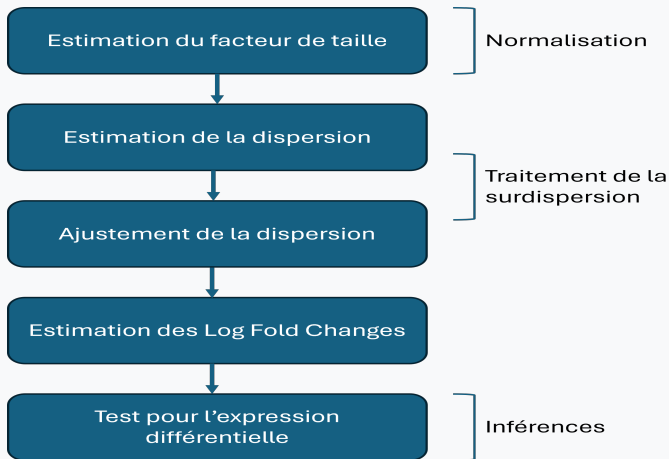 Estimation du facteur de taille
Normalisation
Estimation de la dispersion
Traitement de la
surdispersion
Ajustement de la dispersion
Estimation des Log Fold Changes
Test pour l’expression
différentielle
Inférences